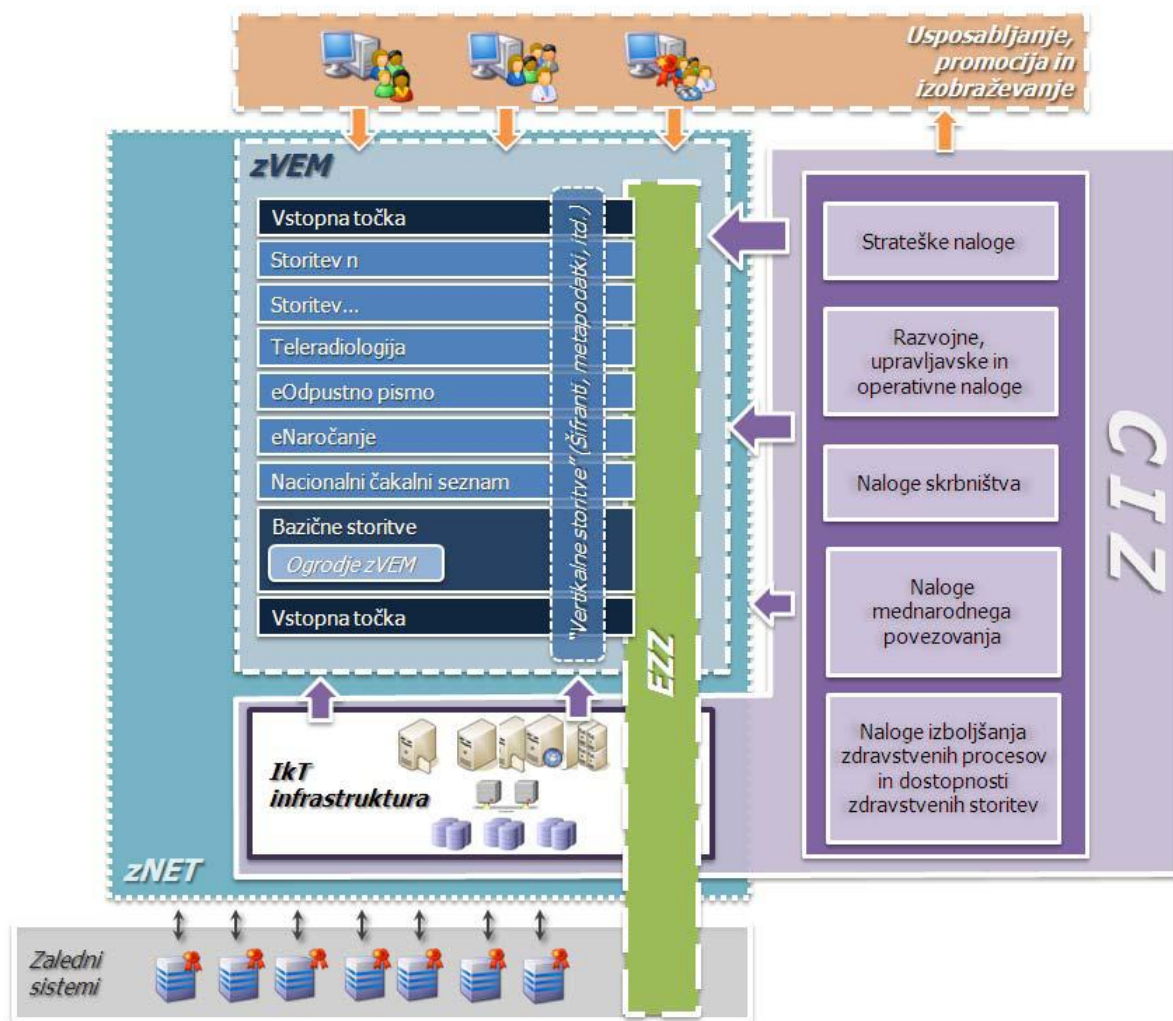 Usposabljanje,
promocija in
izobraževanje
zVEM
Vstopna točka
Storitev n
Storitev...
Teleradiologija
eOdpustno pismo
eNaročanje
Nacionalni čakalni seznam
Bazične storitve
Ogrodje zVEM
Vstopna točka
"Vertikalne storitve" (Šifranti, metapodatki, itd.)
EZZ
Strateške naloge
Razvojne,
upravljavske in
operativne naloge
Naloge skrbništva
Naloge
mednarodnega
povezovanja
Naloge izboljšanja
zdravstvenih procesov
in dostopnosti
zdravstvenih storitev
CIZ
IkT
infrastruktura
zNET
Zaledni
sistemi